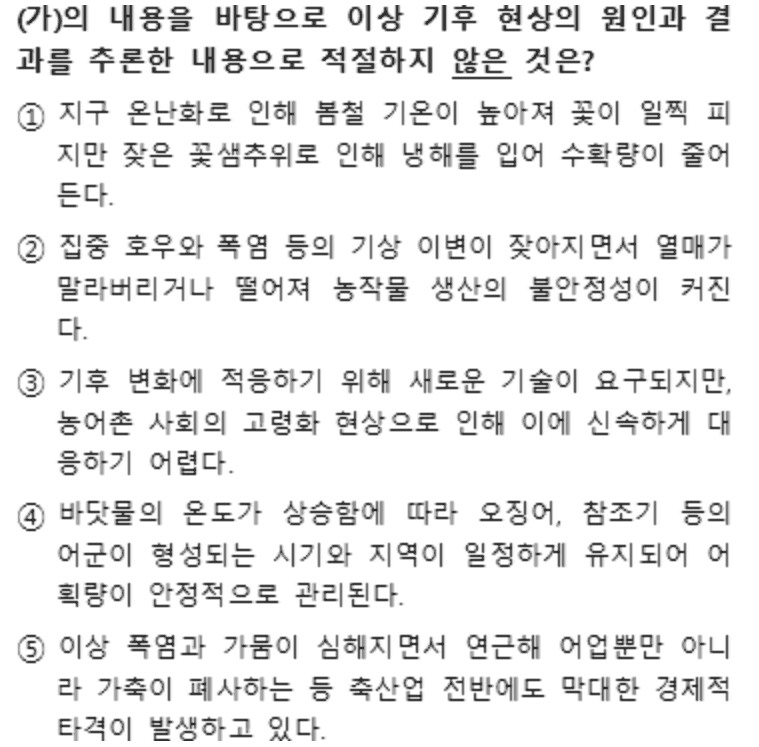 (가)의 내용을 바탕으로 이상 기후 현상의 원인과 결
과를 추론한 내용으로 적절하지 않은 것은?
① 지구 온난화로 인해 봄철 기온이 높아져 꽃이 일찍 피
지만 잦은 꽃샘추위로 인해 냉해를 입어 수확량이 줄어
든다.
② 집중 호우와 폭염 등의 기상 이변이 잦아지면서 열매가
말라버리거나 떨어져 농작물 생산의 불안정성이 커진
다.
③ 기후 변화에 적응하기 위해 새로운 기술이 요구되지만,
농어촌 사회의 고령화 현상으로 인해 이에 신속하게 대
응하기 어렵다.
④ 바닷물의 온도가 상승함에 따라 오징어, 참조기 등의
어군이 형성되는 시기와 지역이 일정하게 유지되어 어
획량이 안정적으로 관리된다.
⑤ 이상 폭염과 가뭄이 심해지면서 연근해 어업뿐만 아니
라 가축이 폐사하는 등 축산업 전반에도 막대한 경제적
타격이 발생하고 있다.